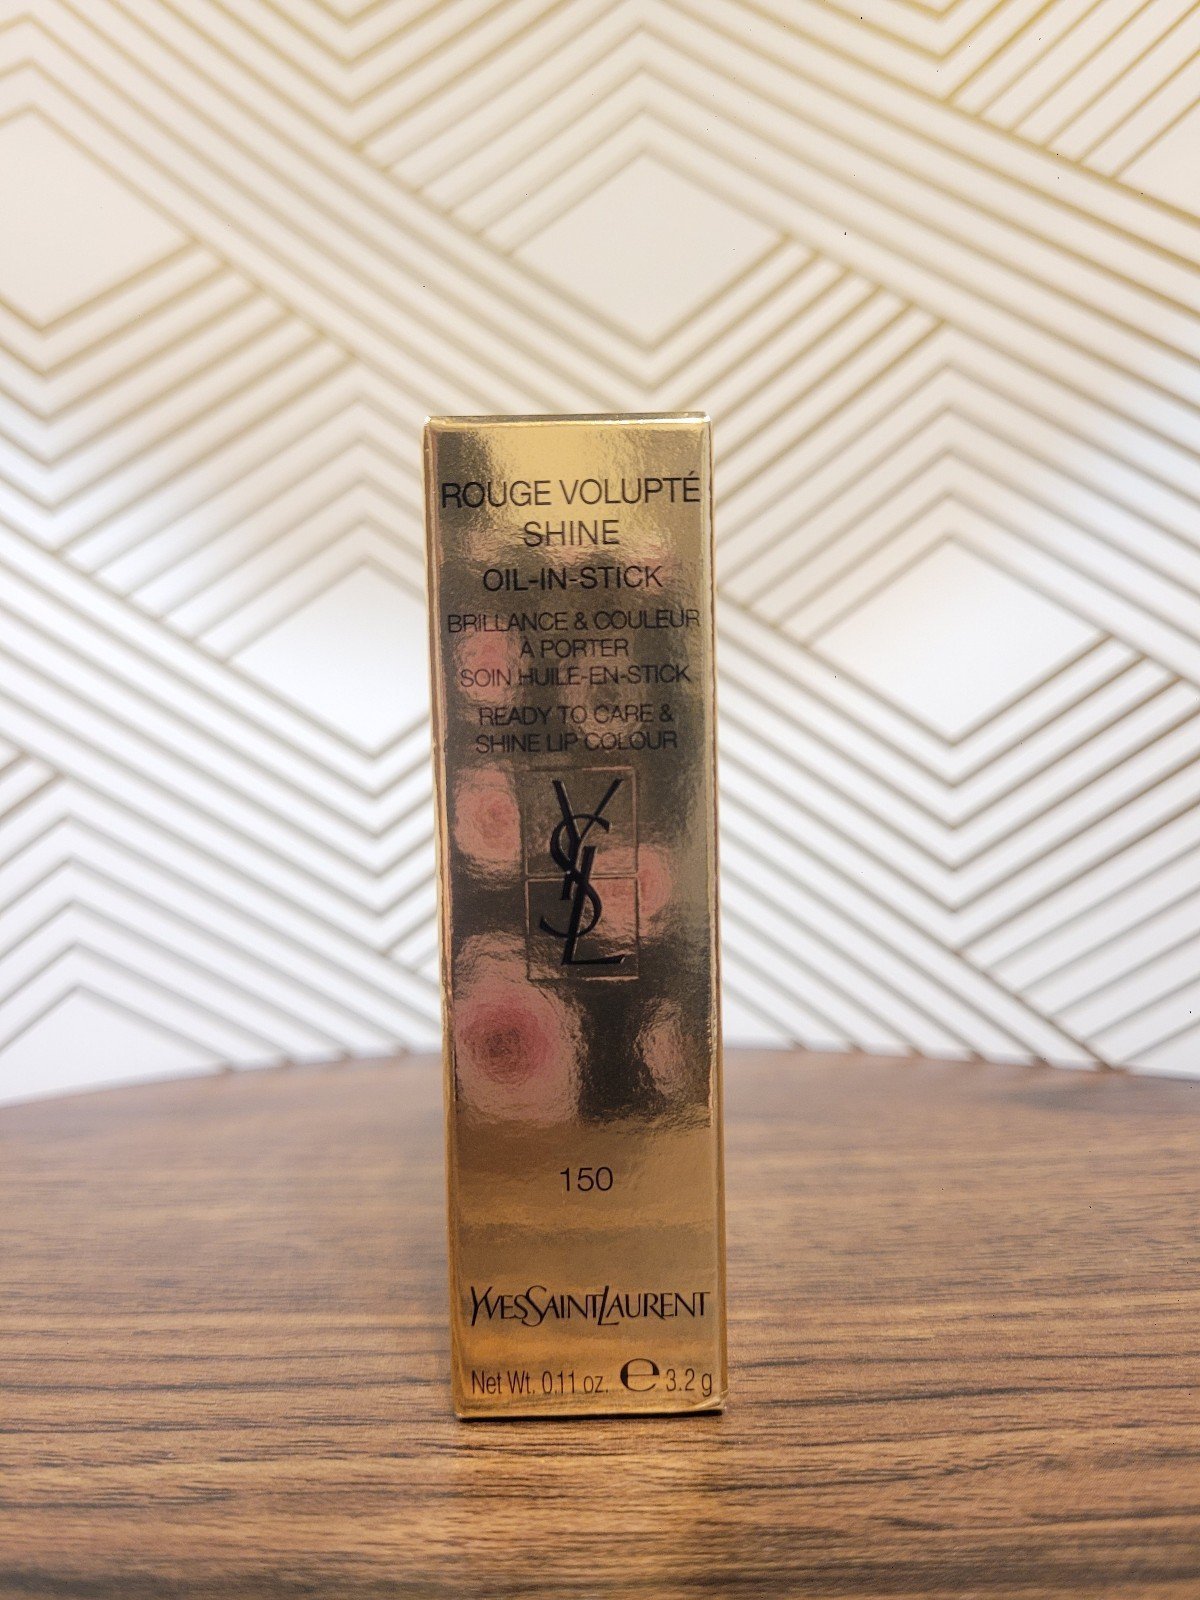 ROUGE VOLUPTÉ
SHINE
OIL-IN-STICK
BRILLANCE & COULEUR
À PORTER
SOIN HUILE-EN-STICK
READY TO CARE &
SHINE LIP COLOUR
YSL
150
YVESSAINTLAURENT
Net Wt. 0.11 oz. ℮ 3.2 g